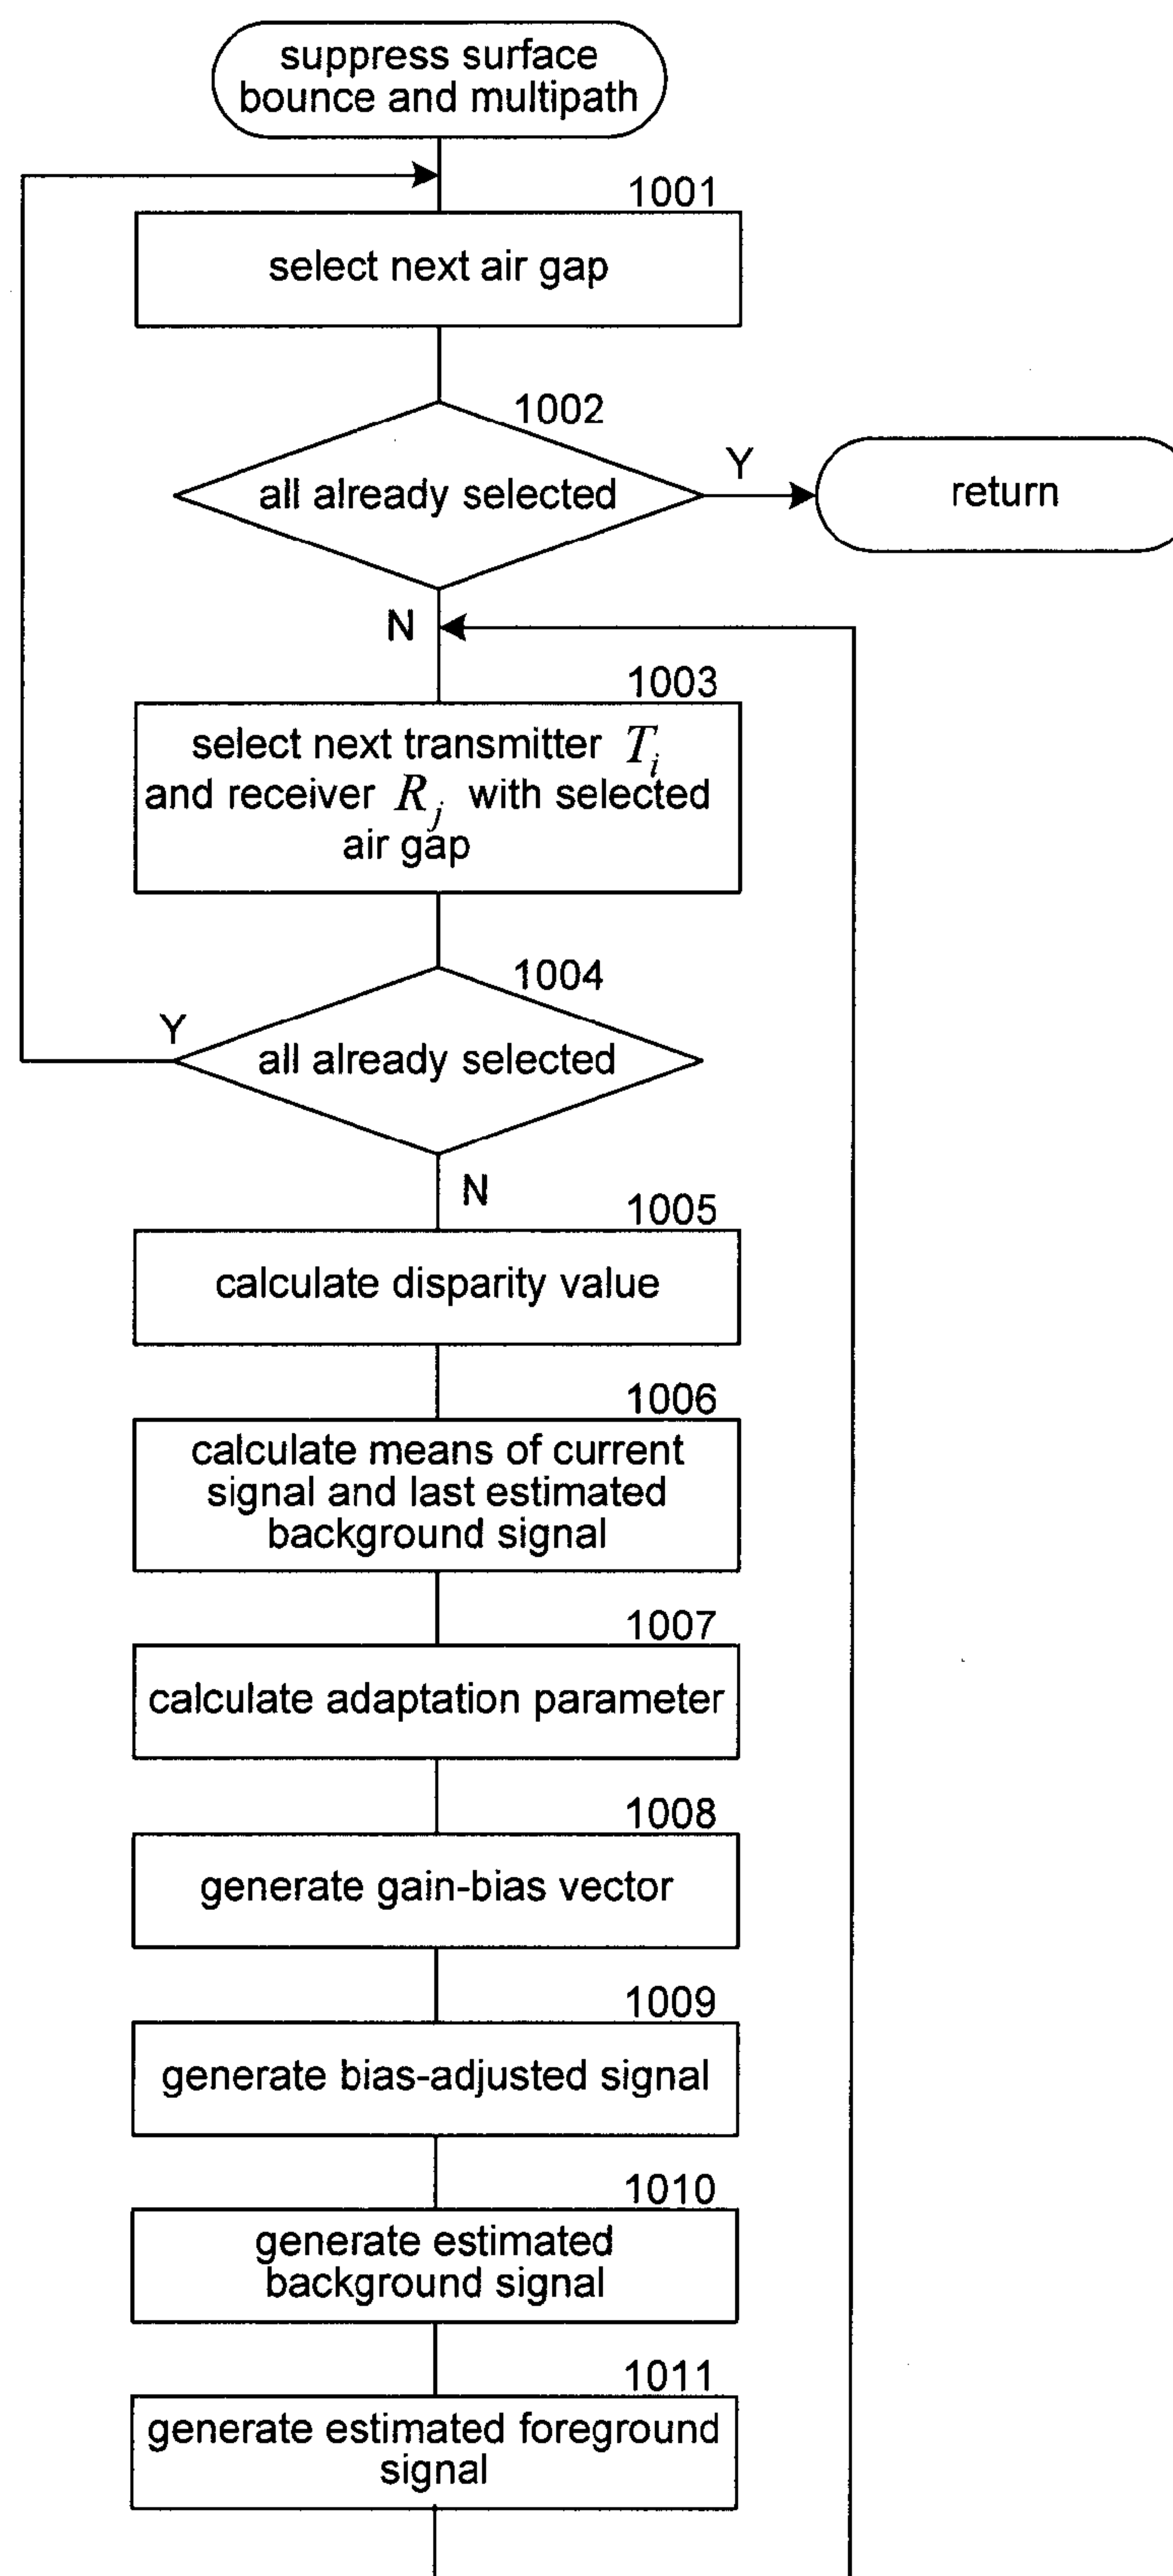 suppress surface
bounce and multipath
1001
select next air gap
1002
all already selected
Y
return
N
1003
select next transmitter T_i
and receiver R_j with selected
air gap
1004
Y
all already selected
N
1005
calculate disparity value
1006
calculate means of current
signal and last estimated
background signal
1007
calculate adaptation parameter
1008
generate gain-bias vector
1009
generate bias-adjusted signal
1010
generate estimated
background signal
1011
generate estimated foreground
signal